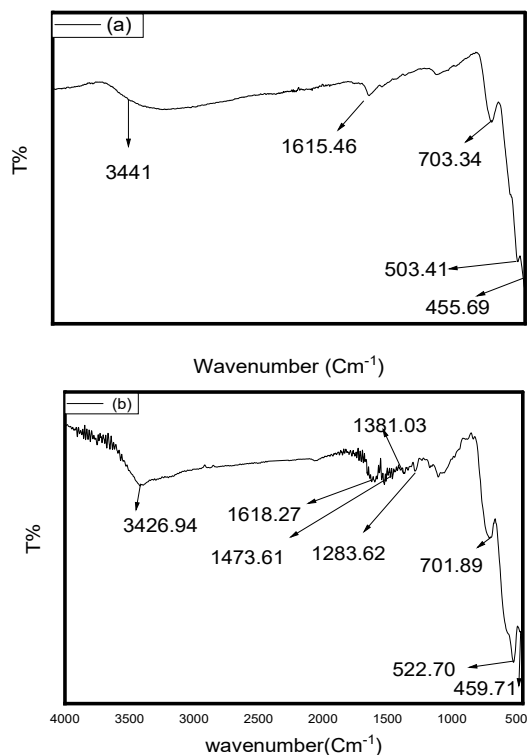 (a)
T%
3441
1615.46
703.34
503.41
455.69
Wavenumber (Cm⁻¹)
(b)
T%
1381.03
3426.94
1618.27
1473.61
1283.62
701.89
522.70
459.71
4000 3500 3000 2500 2000 1500 1000 500
wavenumber(Cm⁻¹)